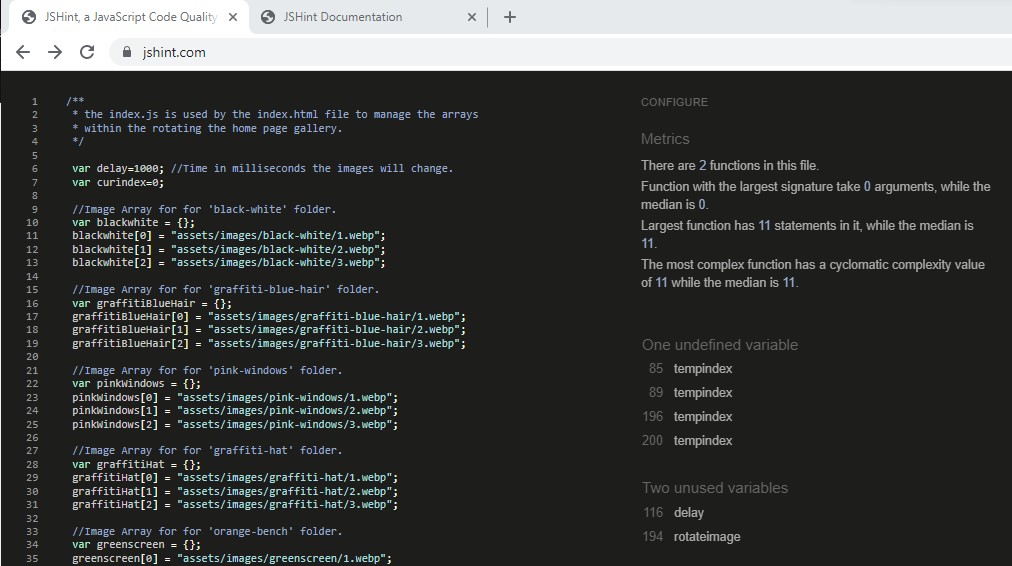 JSHint, a JavaScript Code Quality
JSHint Documentation
jshint.com
1 /**
2 * the index.js is used by the index.html file to manage the arrays
3 * within the rotating the home page gallery.
4 */
5
6 var delay=1000; //Time in milliseconds the images will change.
7 var curindex=0;
8
9 //Image Array for for 'black-white' folder.
10 var blackwhite = {};
11 blackwhite[0] = "assets/images/black-white/1.webp";
12 blackwhite[1] = "assets/images/black-white/2.webp";
13 blackwhite[2] = "assets/images/black-white/3.webp";
14
15 //Image Array for for 'graffiti-blue-hair' folder.
16 var graffitiBlueHair = {};
17 graffitiBlueHair[0] = "assets/images/graffiti-blue-hair/1.webp";
18 graffitiBlueHair[1] = "assets/images/graffiti-blue-hair/2.webp";
19 graffitiBlueHair[2] = "assets/images/graffiti-blue-hair/3.webp";
20
21 //Image Array for for 'pink-windows' folder.
22 var pinkWindows = {};
23 pinkWindows[0] = "assets/images/pink-windows/1.webp";
24 pinkWindows[1] = "assets/images/pink-windows/2.webp";
25 pinkWindows[2] = "assets/images/pink-windows/3.webp";
26
27 //Image Array for for 'graffiti-hat' folder.
28 var graffitiHat = {};
29 graffitiHat[0] = "assets/images/graffiti-hat/1.webp";
30 graffitiHat[1] = "assets/images/graffiti-hat/2.webp";
31 graffitiHat[2] = "assets/images/graffiti-hat/3.webp";
32
33 //Image Array for for 'orange-bench' folder.
34 var greenscreen = {};
35 greenscreen[0] = "assets/images/greenscreen/1.webp";
CONFIGURE
Metrics
There are 2 functions in this file.
Function with the largest signature take 0 arguments, while the
median is 0.
Largest function has 11 statements in it, while the median is
11.
The most complex function has a cyclomatic complexity value
of 11 while the median is 11.
One undefined variable
85 tempindex
89 tempindex
196 tempindex
200 tempindex
Two unused variables
116 delay
194 rotateimage